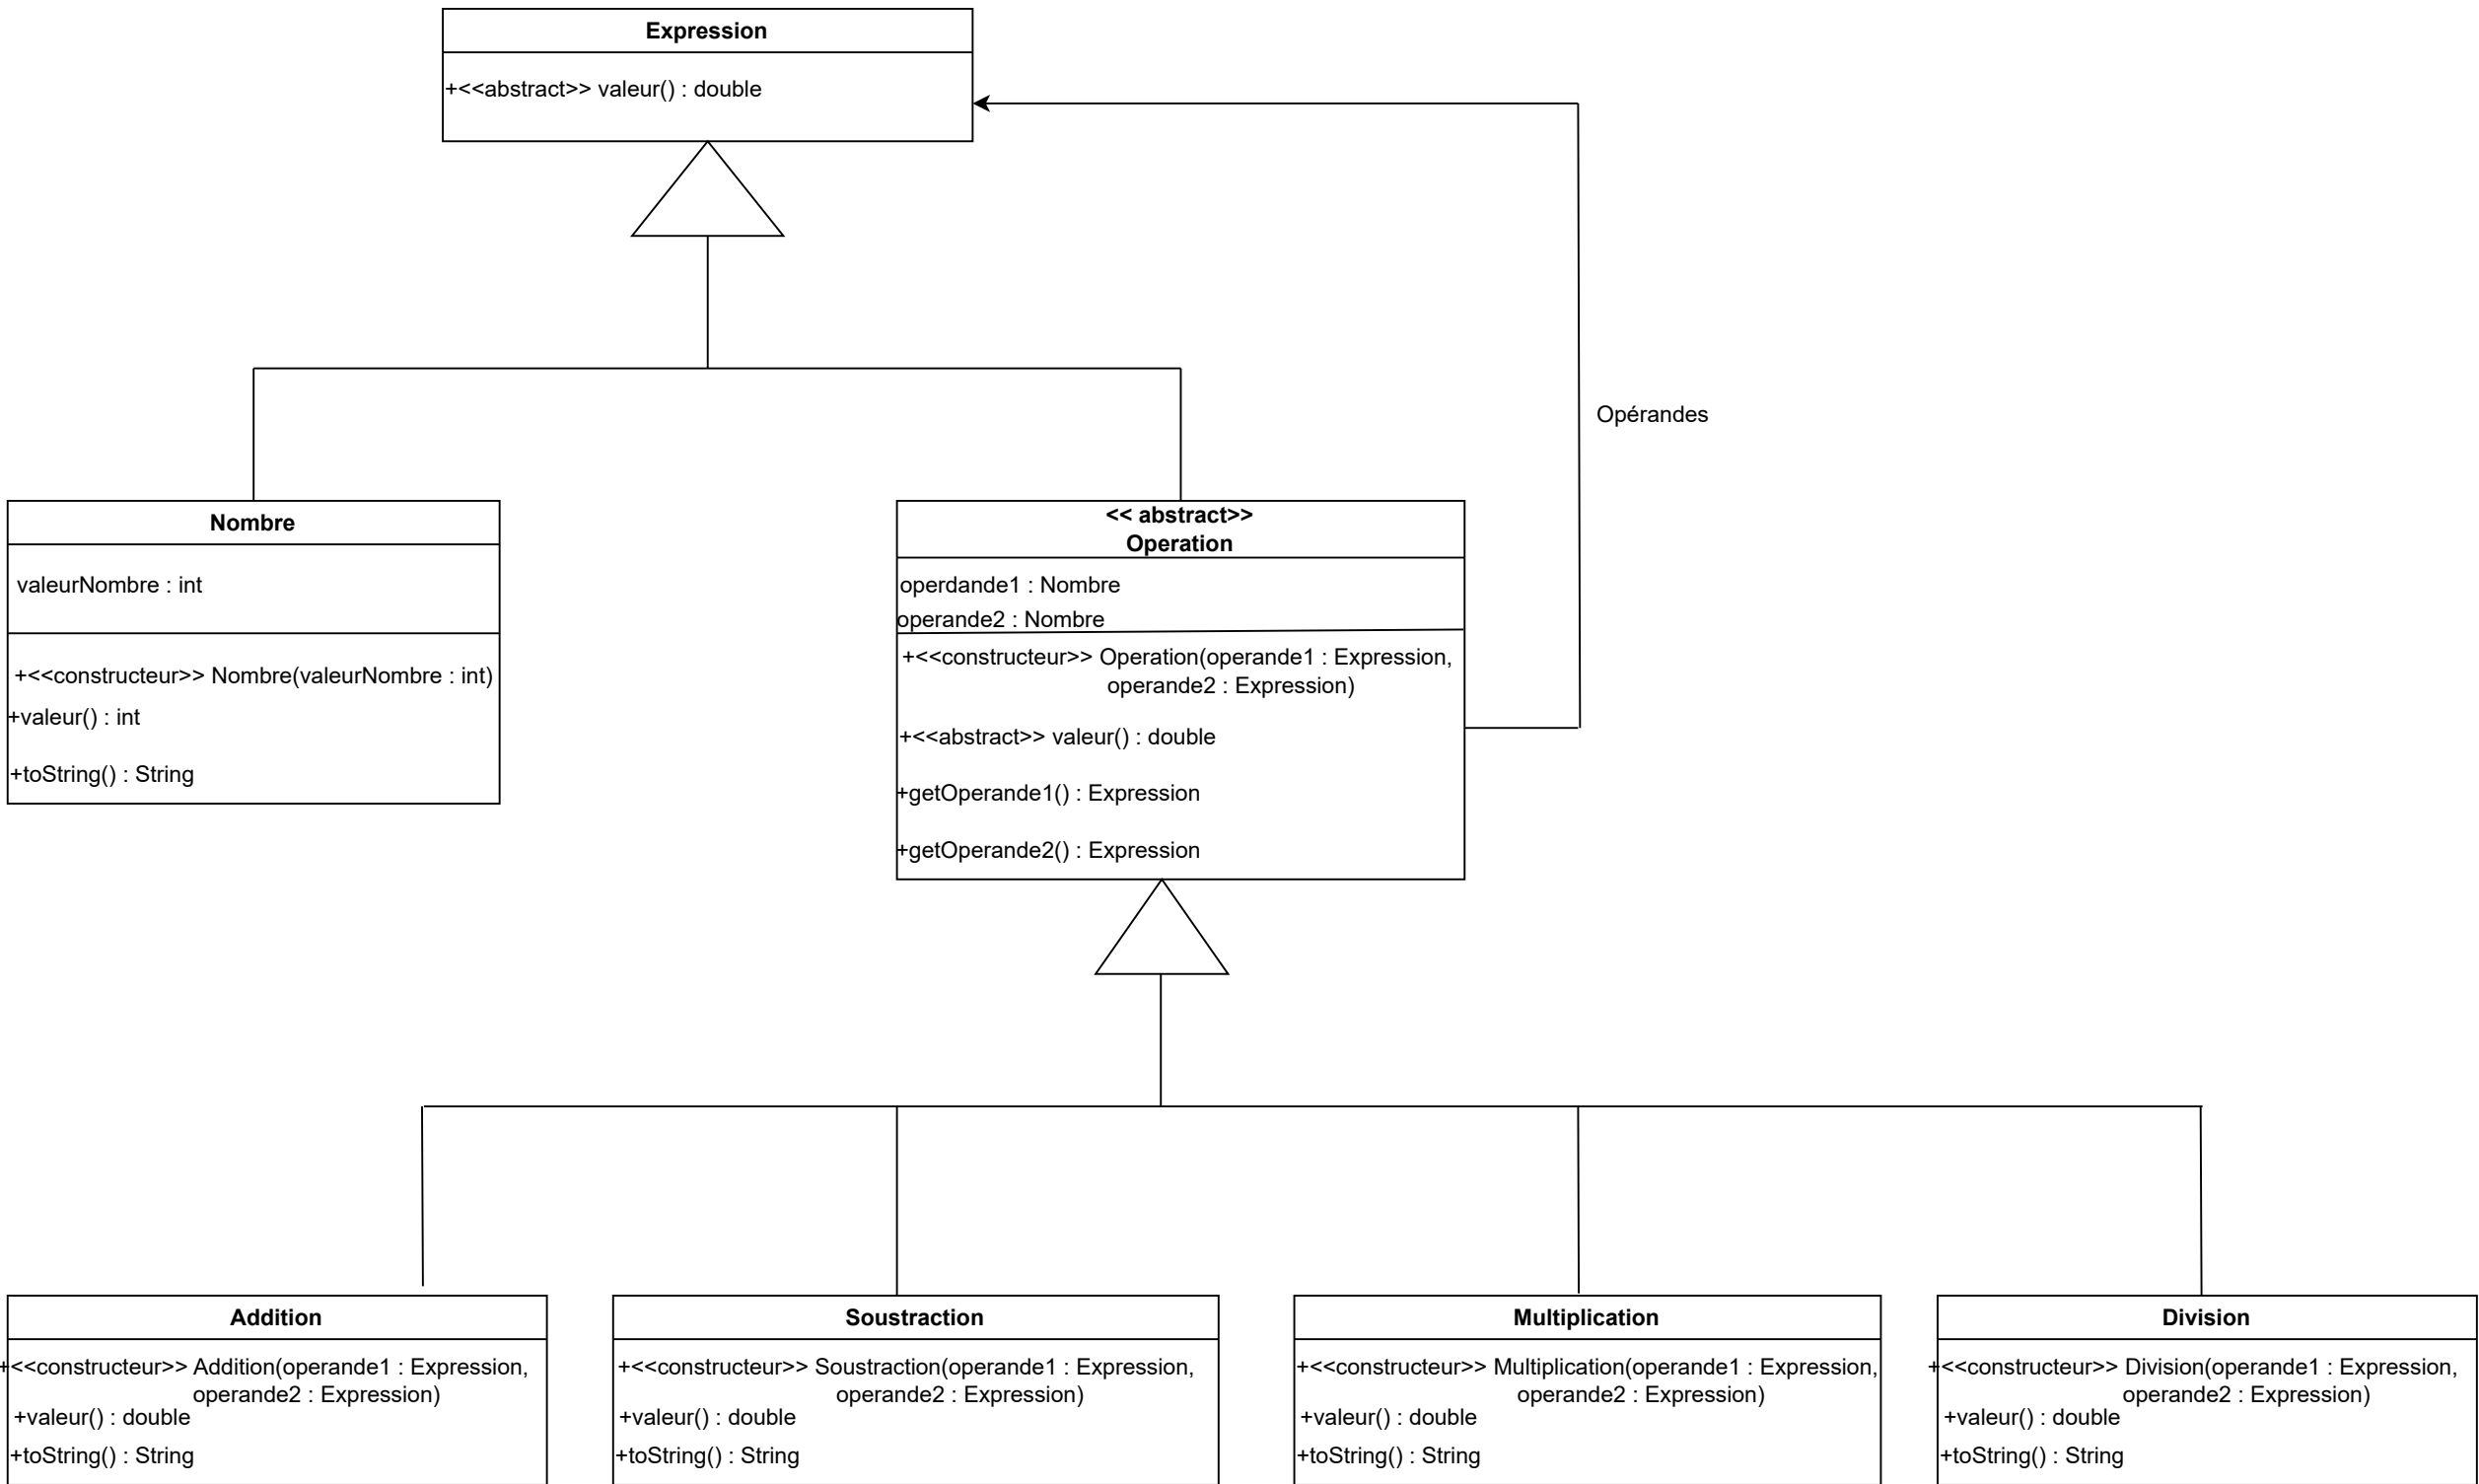 Expression
+<<abstract>> valeur() : double
Opérandes
Nombre
valeurNombre : int
+<<constructeur>> Nombre(valeurNombre : int)
+valeur() : int
+toString() : String
<< abstract>>
Operation
operdande1 : Nombre
operande2 : Nombre
+<<constructeur>> Operation(operande1 : Expression,
operande2 : Expression)
+<<abstract>> valeur() : double
+getOperande1() : Expression
+getOperande2() : Expression
Addition
+<<constructeur>> Addition(operande1 : Expression,
operande2 : Expression)
+valeur() : double
+toString() : String
Soustraction
+<<constructeur>> Soustraction(operande1 : Expression,
operande2 : Expression)
+valeur() : double
+toString() : String
Multiplication
+<<constructeur>> Multiplication(operande1 : Expression,
operande2 : Expression)
+valeur() : double
+toString() : String
Division
+<<constructeur>> Division(operande1 : Expression,
operande2 : Expression)
+valeur() : double
+toString() : String